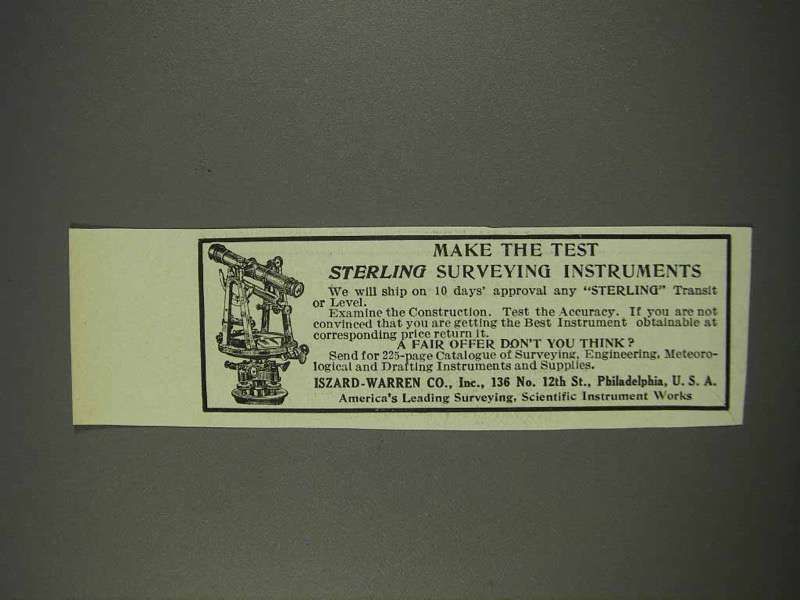 MAKE THE TEST
STERLING SURVEYING INSTRUMENTS
We will ship on 10 days' approval any "STERLING" Transit
or Level.
Examine the Construction. Test the Accuracy. If you are not
convinced that you are getting the Best Instrument obtainable at
corresponding price return it.
A FAIR OFFER DON'T YOU THINK?
Send for 225-page Catalogue of Surveying, Engineering, Meteoro-
logical and Drafting Instruments and Supplies.
ISZARD-WARREN CO., Inc., 136 No. 12th St., Philadelphia, U. S. A.
America's Leading Surveying, Scientific Instrument Works